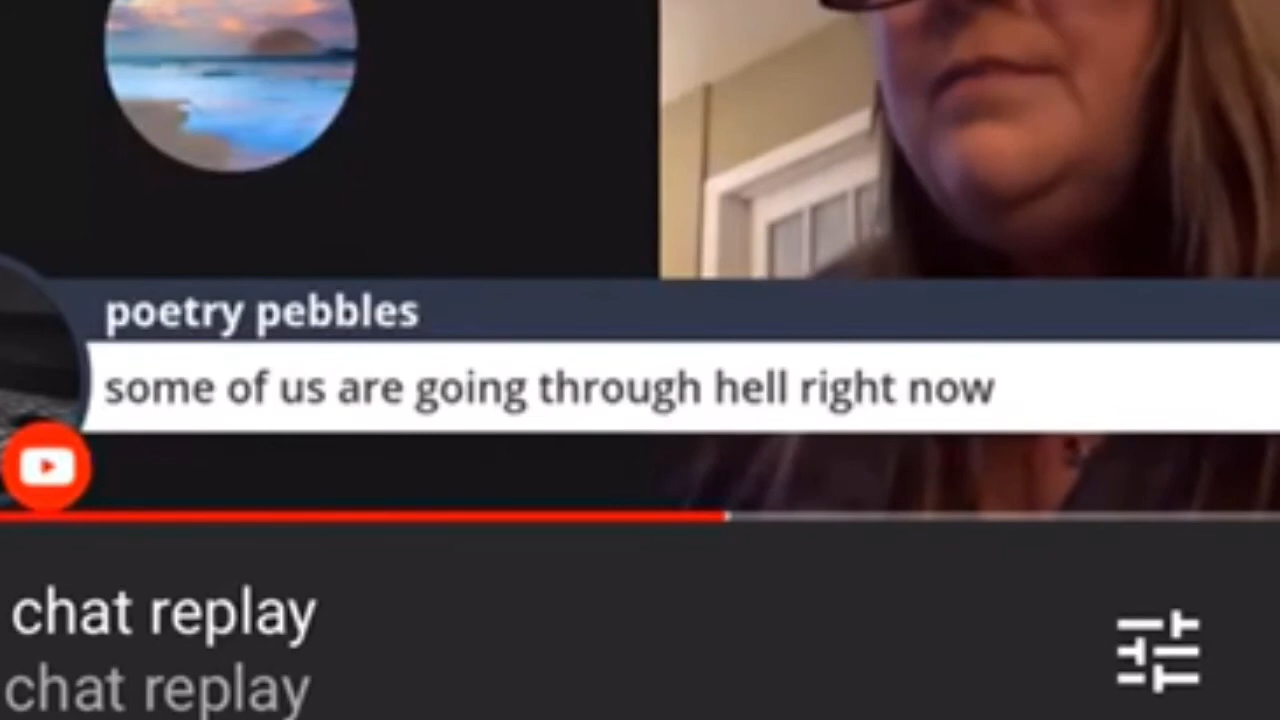 poetry pebbles
some of us are going through hell right now
chat replay
chat replay